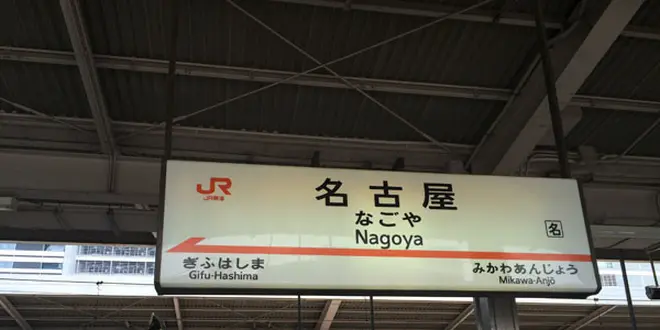 JR
JR東海
名古屋
なごや
Nagoya
名
ぎふはしま
Gifu-Hashima
みかわあんじょう
Mikawa-Anjō